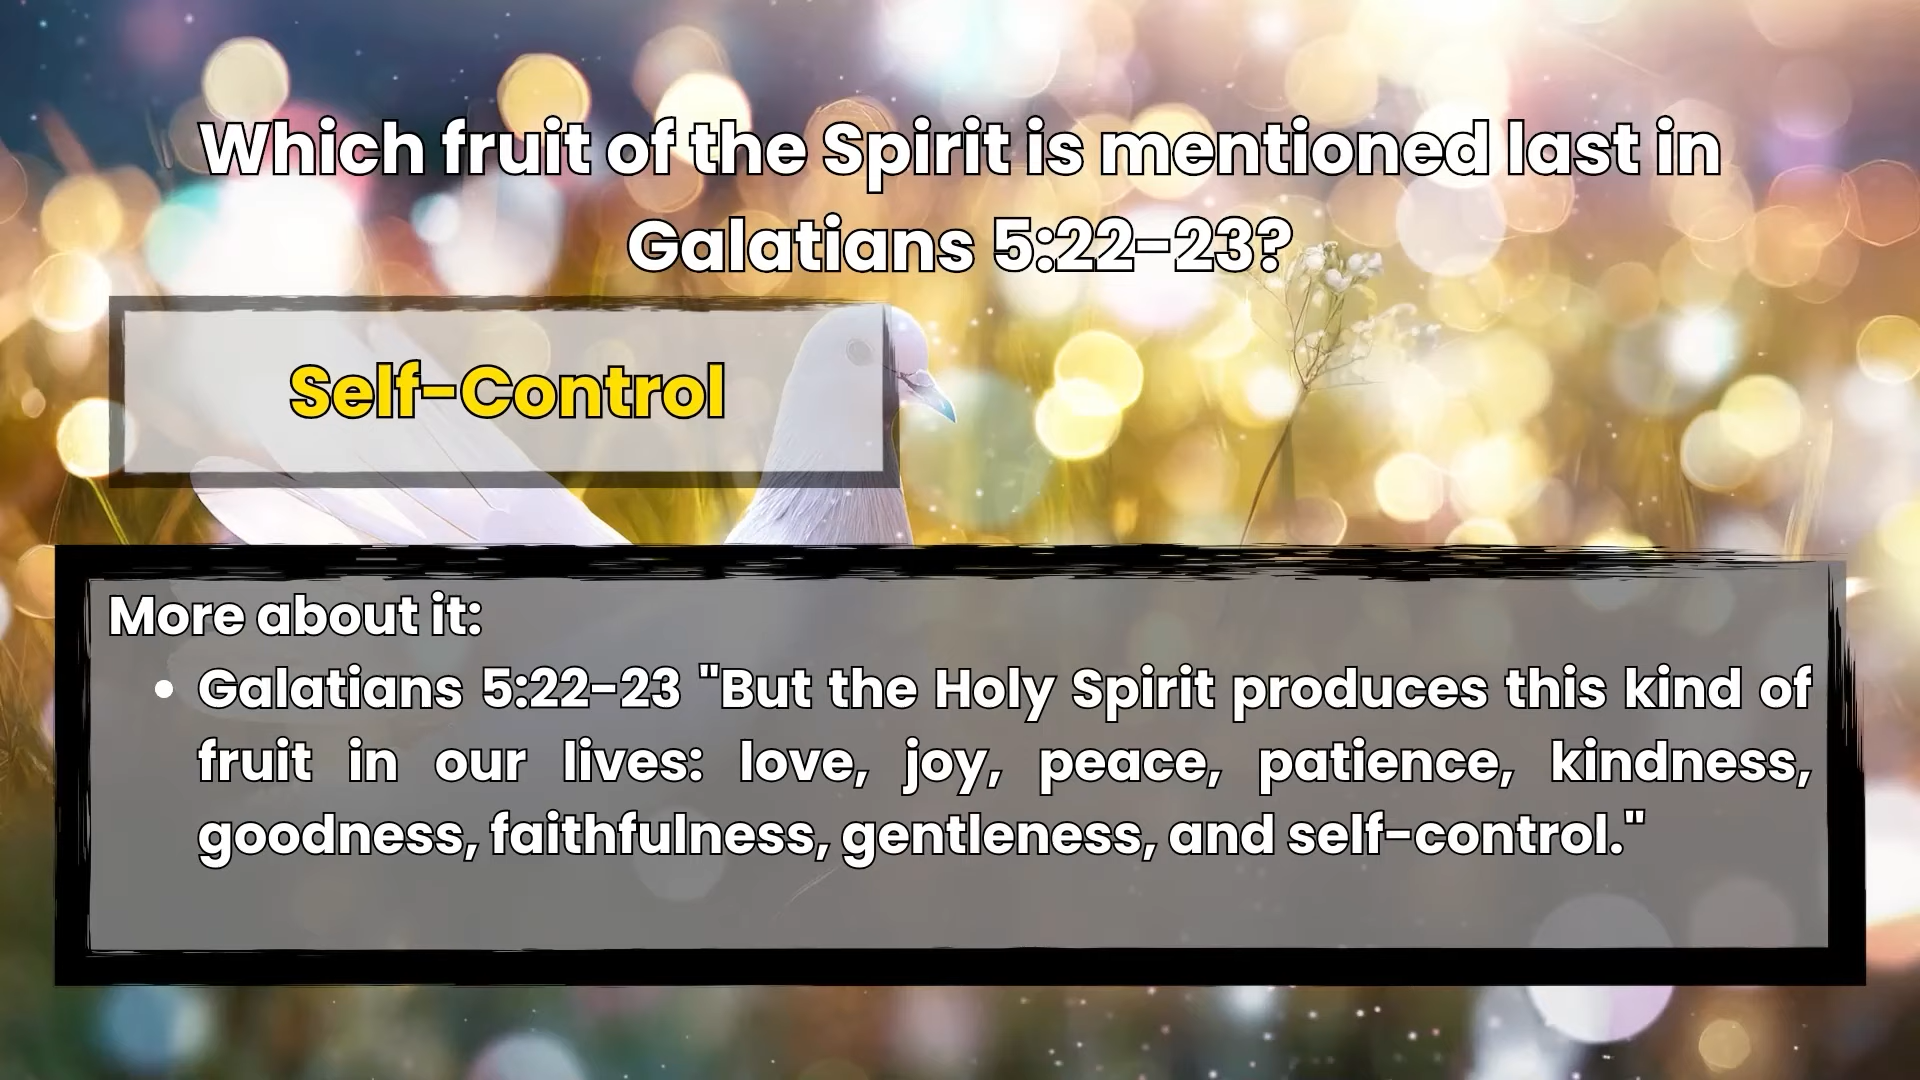 Which fruit of the Spirit is mentioned last in
Galatians 5:22-23?
Self-Control
More about it:
• Galatians 5:22-23 "But the Holy Spirit produces this kind of
fruit in our lives: love, joy, peace, patience, kindness,
goodness, faithfulness, gentleness, and self-control."